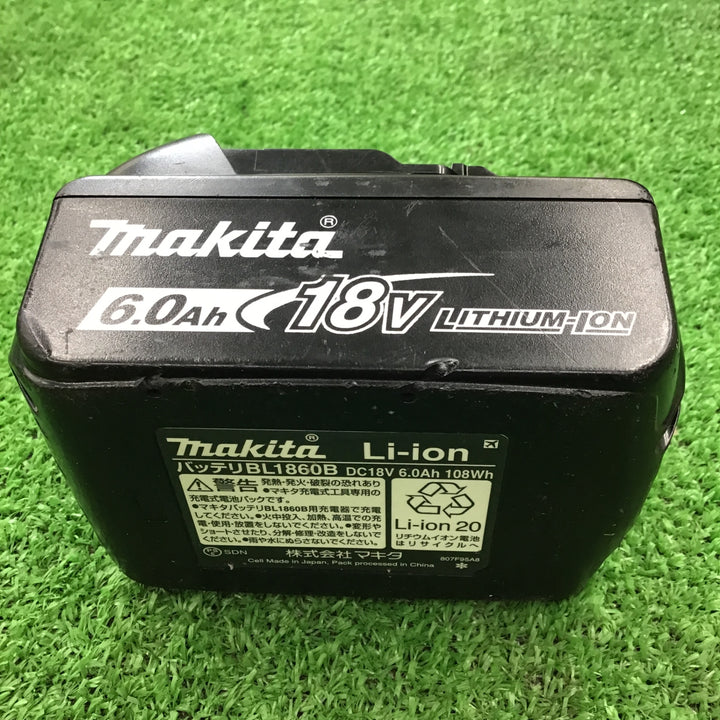 makita®
6.0Ah 18V LITHIUM-ION
makita® Li-ion
バッテリBL1860B DC18V 6.0Ah 108Wh
警告 発熱・発火・破裂の恐れあり
●マキタ充電式工具専用の
充電式電池パックです。
●マキタバッテリBL1860B用充電器で充電
してください。●火中投入、加熱、高温での充
電・使用・放置をしないでください。●変形や
ショートさせたり、分解・修理・改造をしないで
ください。●雨や水にぬらさないでください。
Li-ion 20
リチウムイオン電池
はリサイクルへ
SDN 株式会社マキタ
Cell Made in Japan, Pack processed in China
807F95A8